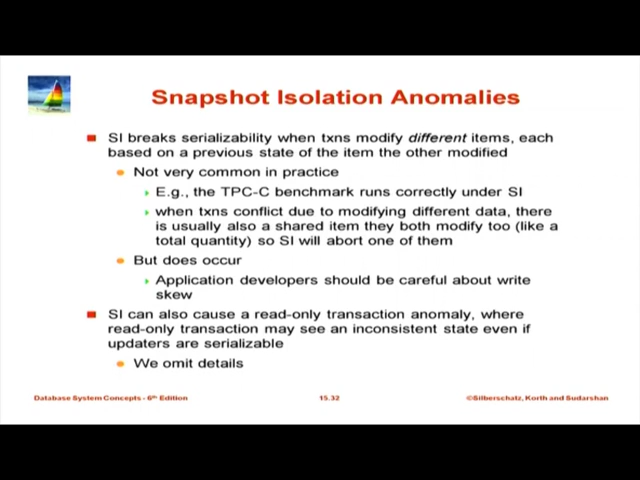 Snapshot Isolation Anomalies
SI breaks serializability when txns modify different items, each
based on a previous state of the item the other modified
Not very common in practice
E.g., the TPC-C benchmark runs correctly under SI
when txns conflict due to modifying different data, there
is usually also a shared item they both modify too (like a
total quantity) so SI will abort one of them
But does occur
Application developers should be careful about write
skew
SI can also cause a read-only transaction anomaly, where
read-only transaction may see an inconsistent state even if
updaters are serializable
We omit details
Database System Concepts - 6th Edition
15.32
©Silberschatz, Korth and Sudarshan